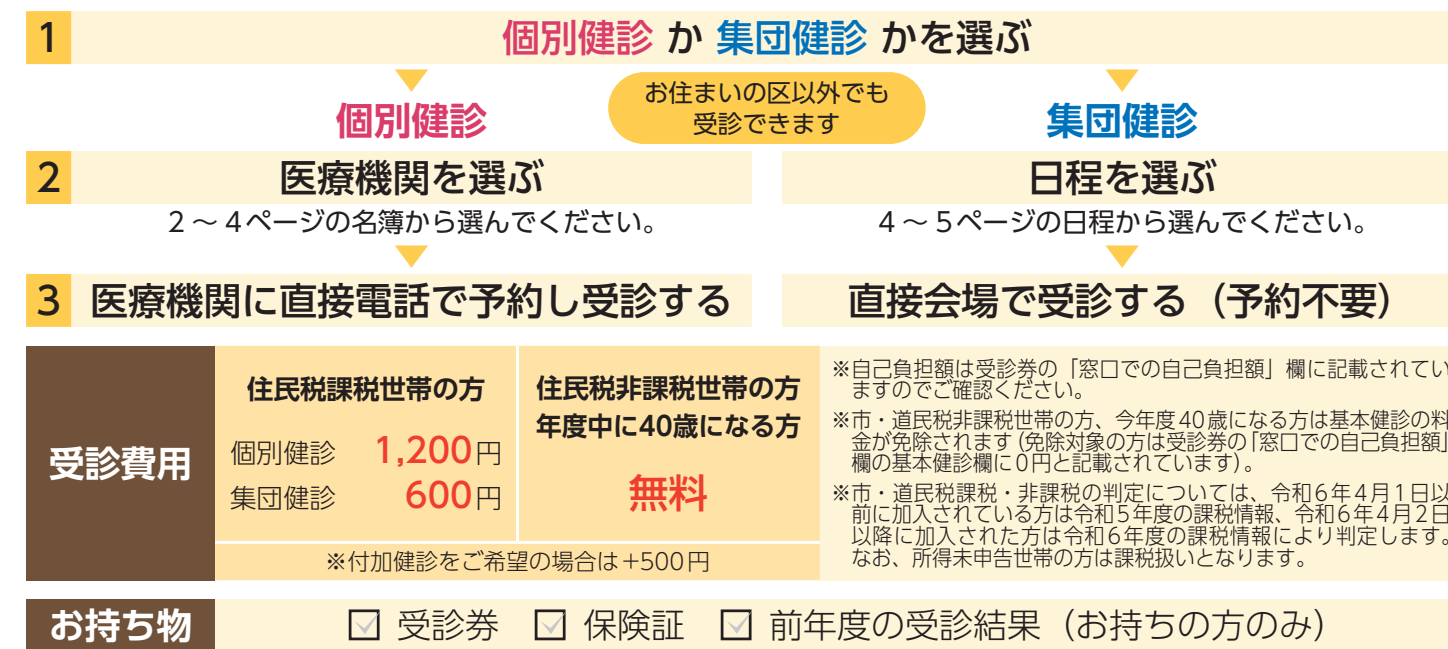 1 個別健診 か 集団健診 かを選ぶ
お住まいの区以外でも
受診できます
個別健診
集団健診
2 医療機関を選ぶ
2～4ページの名簿から選んでください。
日程を選ぶ
4～5ページの日程から選んでください。
3 医療機関に直接電話で予約し受診する
直接会場で受診する（予約不要）
受診費用
住民税課税世帯の方
個別健診 1,200円
集団健診 600円
住民税非課税世帯の方
年度中に40歳になる方
無料
※付加健診をご希望の場合は+500円
※自己負担額は受診券の「窓口での自己負担額」欄に記載されてい
ますのでご確認ください。
※市・道民税非課税世帯の方、今年度40歳になる方は基本健診の料
金が免除されます（免除対象の方は受診券の「窓口での自己負担額」
欄の基本健診欄に0円と記載されています）。
※市・道民税課税・非課税の判定については、令和6年4月1日以
前に加入されている方は令和5年度の課税情報、令和6年4月2日
以降に加入された方は令和6年度の課税情報により判定します。
なお、所得未申告世帯の方は課税扱いとなります。
お持ち物
☑ 受診券 ☑ 保険証 ☑ 前年度の受診結果（お持ちの方のみ）